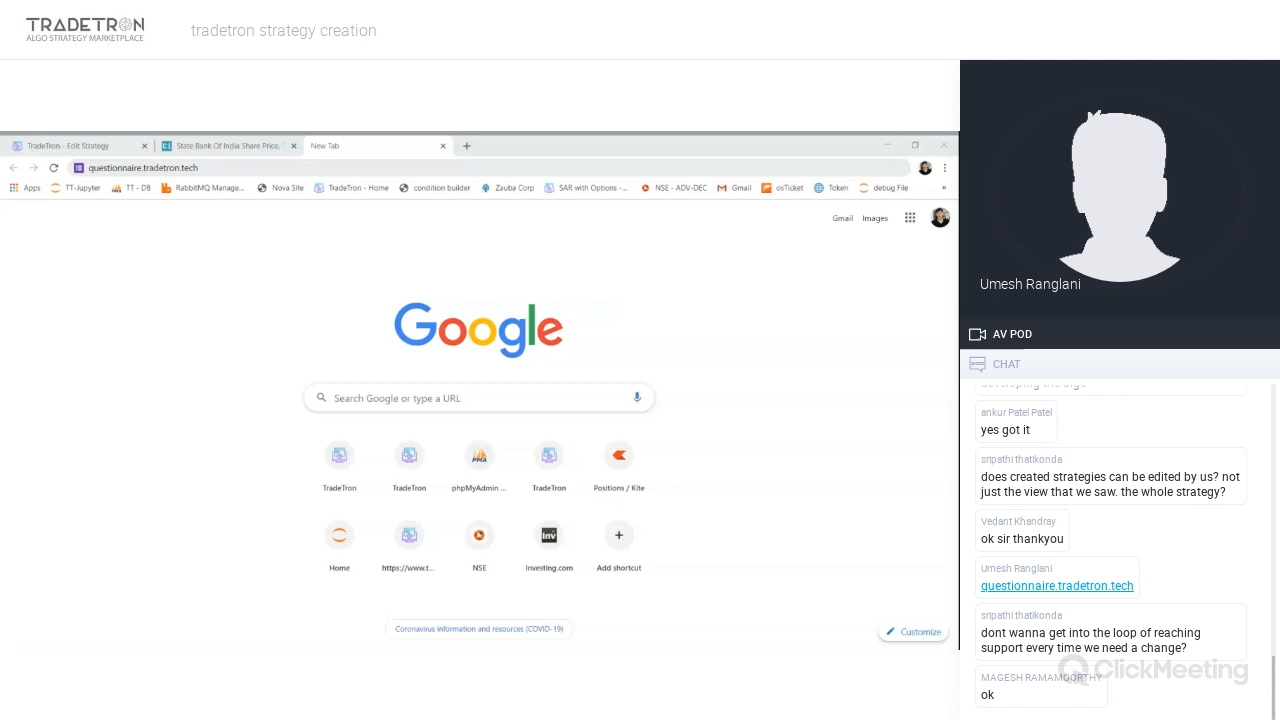 TRADETRON
ALGO STRATEGY MARKETPLACE
tradetron strategy creation
TradeTron - Edit Strategy
State Bank Of India Share Price,
New Tab
questionnaire.tradetron.tech
Apps
TT-Jupyter
TT - DB
RabbitMQ Manage...
Nova Site
TradeTron - Home
condition builder
Zauba Corp
SAR with Options -...
NSE - ADV-DEC
Gmail
osTicket
Token
debug File
»
Gmail Images
Google
Search Google or type a URL
TradeTron
TradeTron
phpMyAdmin ...
TradeTron
Positions / Kite
PMA
Inv
Home
https://www.t...
NSE
Investing.com
Add shortcut
Coronavirus information and resources (COVID-19)
Customize
Umesh Ranglani
AV POD
CHAT
developing the algo
ankur Patel Patel
yes got it
sripathi thatikonda
does created strategies can be edited by us? not
just the view that we saw. the whole strategy?
Vedant Khandray
ok sir thankyou
Umesh Ranglani
questionnaire.tradetron.tech
sripathi thatikonda
dont wanna get into the loop of reaching
support every time we need a change?
MAGESH RAMAMOORTHY
ok
ClickMeeting